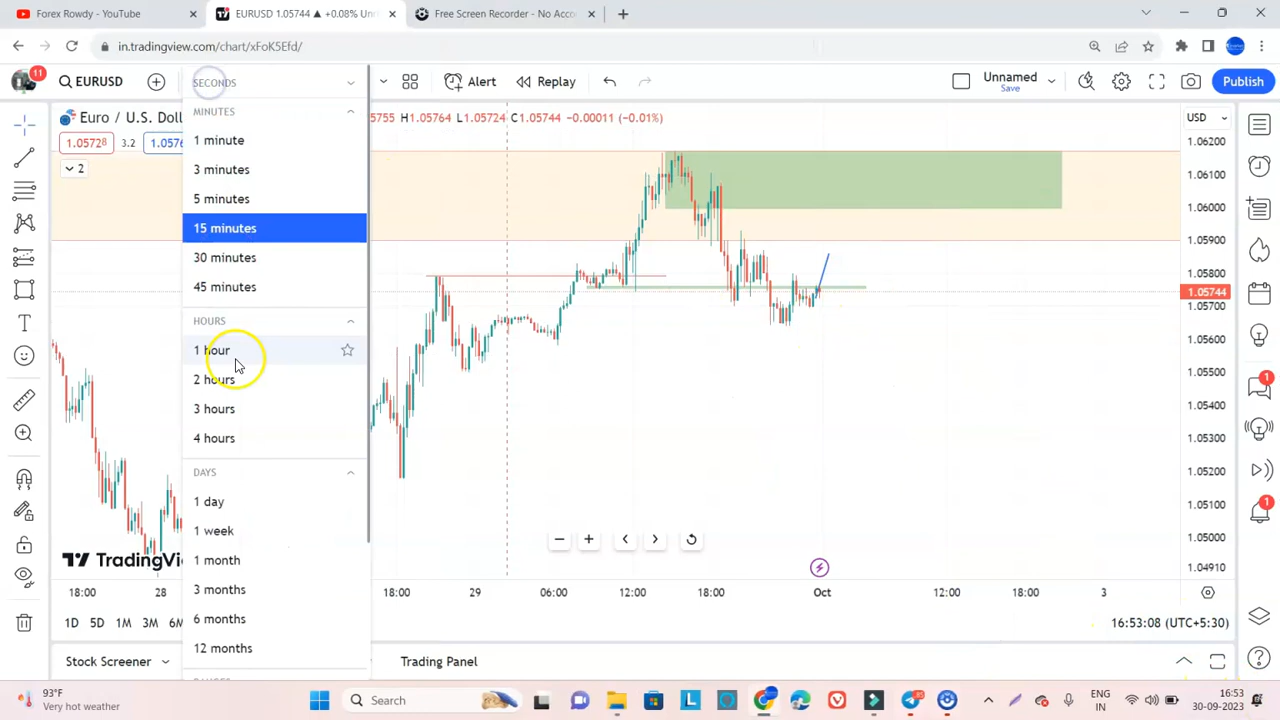 Forex Rowdy - YouTube
EURUSD 1.05744 ▲ +0.08% Unn
Free Screen Recorder - No Acco
in.tradingview.com/chart/xFoK5Efd/
11
EURUSD
Alert
Replay
Unnamed
Save
Publish
Euro / U.S. Doll
5755 H1.05764 L1.05724 C1.05744 −0.00011 (−0.01%)
1.05728
3.2
1.0576
2
SECONDS
MINUTES
1 minute
3 minutes
5 minutes
15 minutes
30 minutes
45 minutes
HOURS
1 hour
2 hours
3 hours
4 hours
DAYS
1 day
1 week
1 month
3 months
6 months
12 months
USD
1.06200
1.06100
1.06000
1.05900
1.05800
1.05744
1.05700
1.05600
1.05500
1.05400
1.05300
1.05200
1.05100
1.05000
1.04910
TradingVie
18:00 28 18:00 29 06:00 12:00 18:00 Oct 12:00 18:00 3
1D 5D 1M 3M 6M
16:53:08 (UTC+5:30)
1
1
Stock Screener
Trading Panel
93°F
Very hot weather
Search
ENG
IN
16:53
30-09-2023